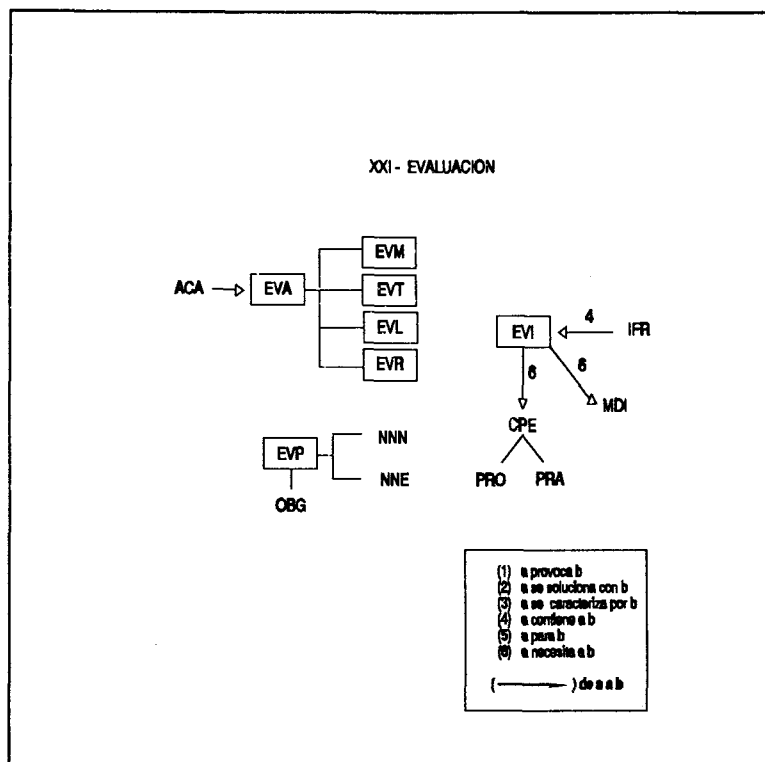 XXI - EVALUACION
EVM
ACA
EVA
EVT
EVL
EVR
EVI
4
IFR
6
6
MDI
CPE
PRO
PRA
EVP
NNN
NNE
OBG
(1) a provoca b
(2) a se soluciona con b
(3) a se caracteriza por b
(4) a contiene a b
(5) a para b
(6) a necesita a b
( ) de a a b